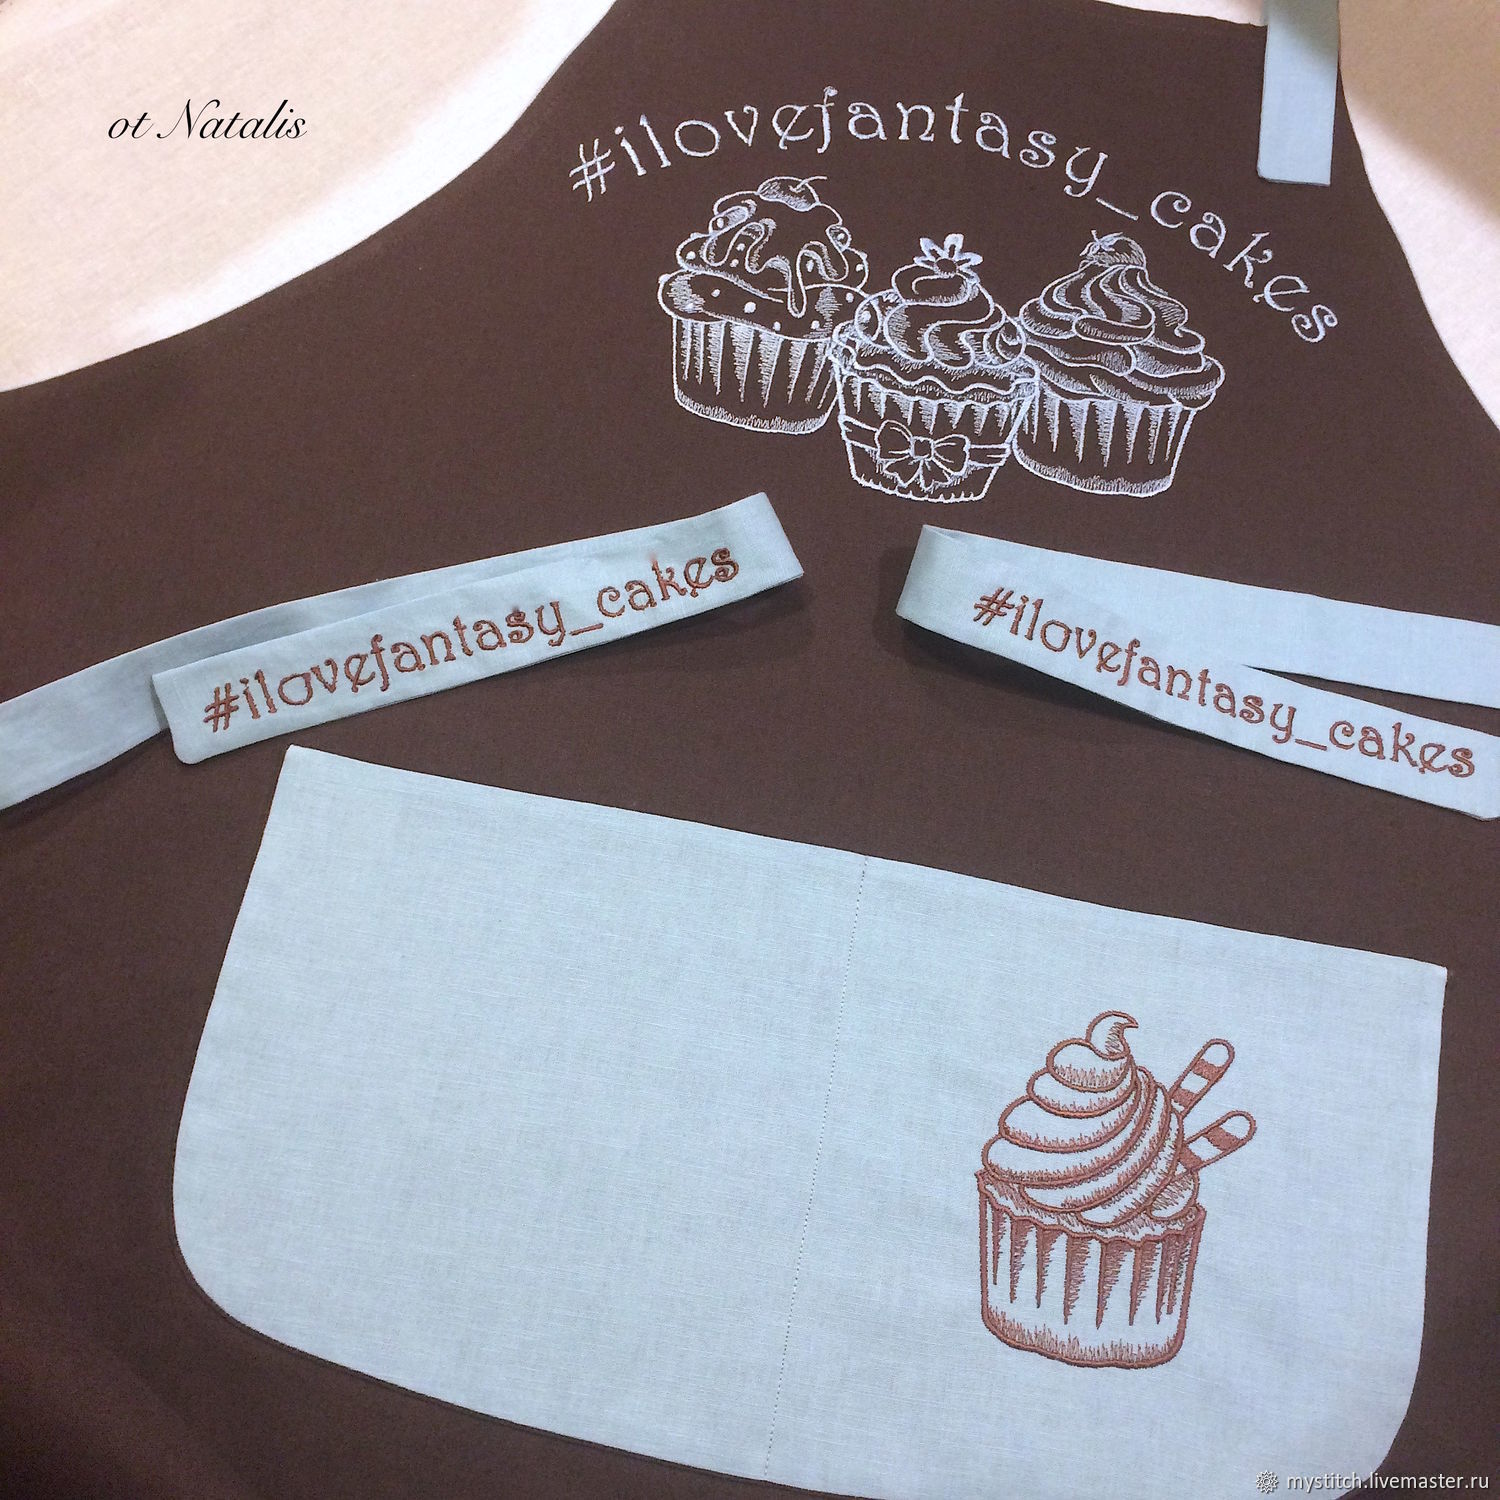 ot Natalis
#ilovefantasy_cakes
#ilovefantasy_cakes
#ilovefantasy_cakes
mystitch.livemaster.ru